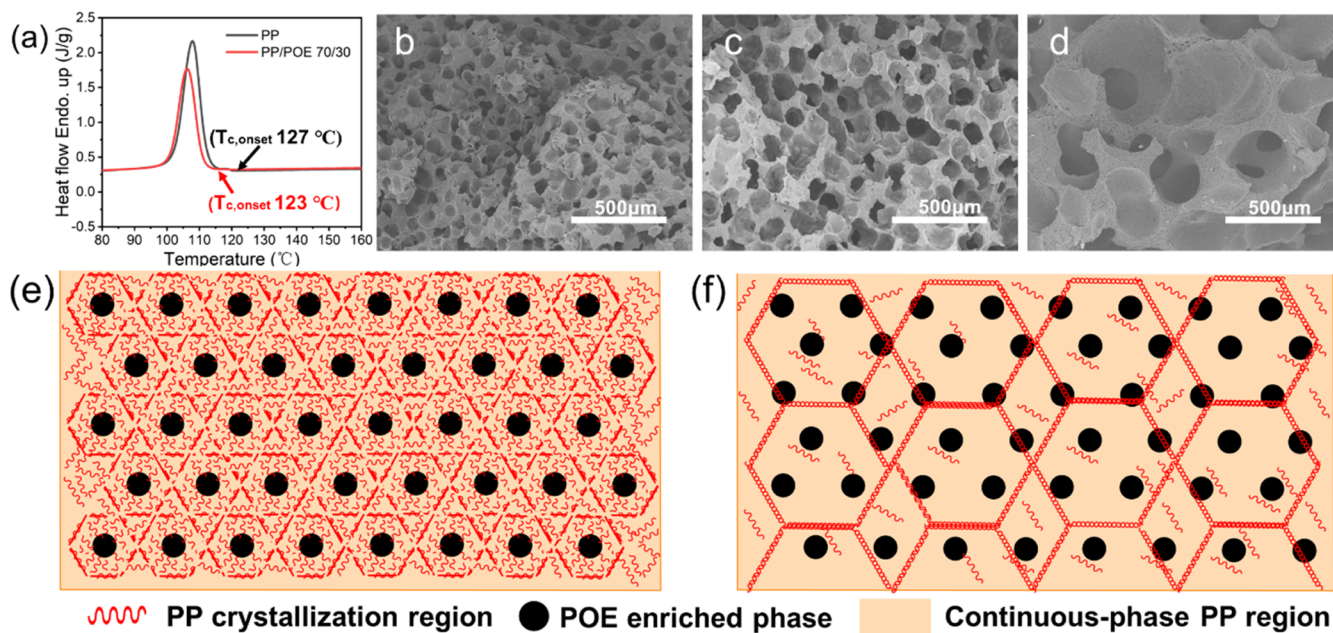 (a)
Heat flow Endo. up (J/g)
2.5
2.0
1.5
1.0
0.5
0.0
-0.5
PP
PP/POE 70/30
(Tc,onset 127 ℃)
(Tc,onset 123 ℃)
80 90 100 110 120 130 140 150 160
Temperature (℃)
b
500μm
c
500μm
d
500μm
(e)
(f)
PP crystallization region
POE enriched phase
Continuous-phase PP region